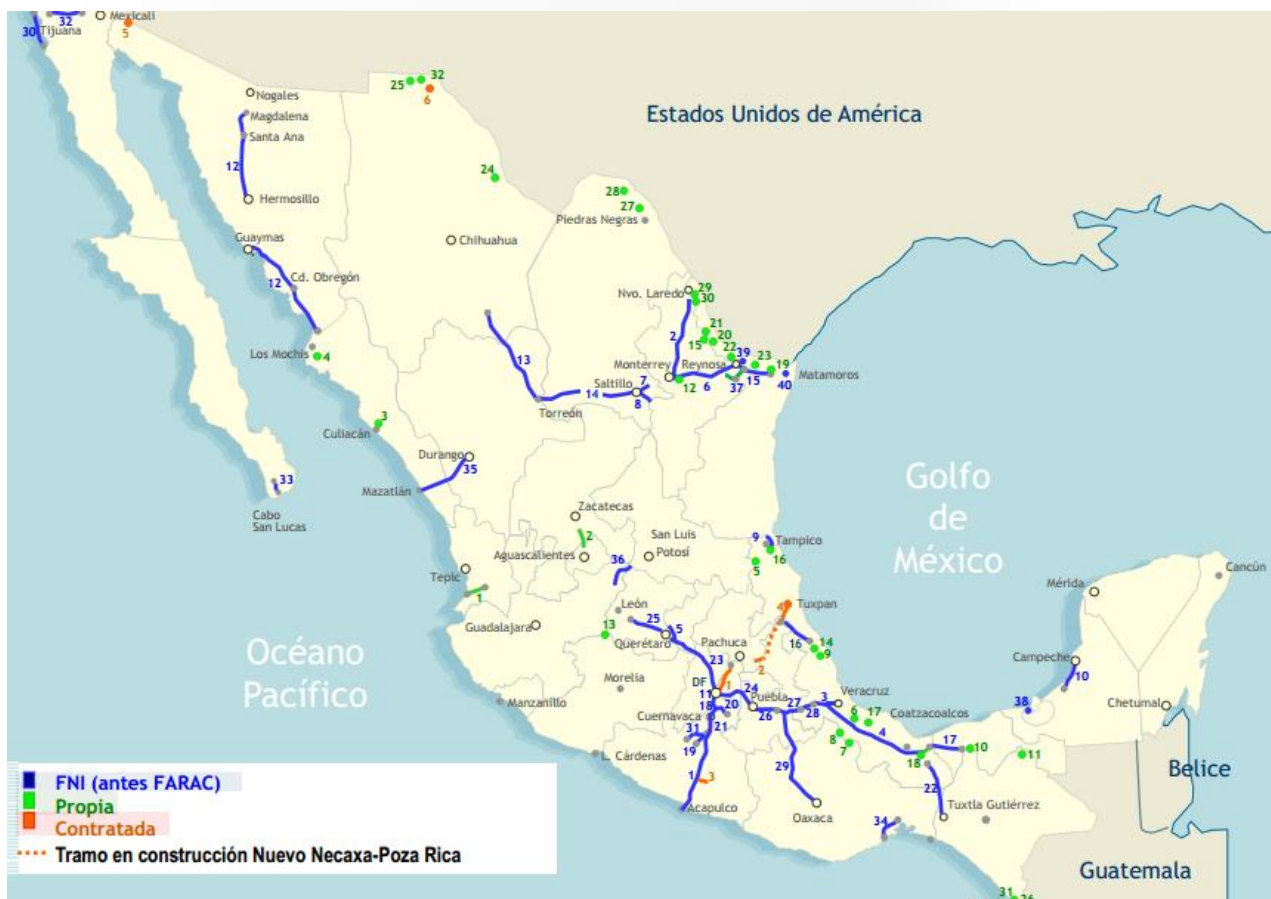 32
Mexicali
30
Tijuana
5
25
32
6
Nogales
Magdalena
Santa Ana
12
Hermosillo
Estados Unidos de América
24
28
27
Piedras Negras
Guaymas
Chihuahua
12
Cd. Obregón
Nvo. Laredo
29
30
2
21
15
20
22
39
Los Mochis
4
13
Monterrey
Reynosa
23
19
Saltillo
7
12
6
37
15
40
Matamoros
14
8
Torreón
3
Culiacán
Durango
35
Mazatlán
33
Cabo
San Lucas
Golfo
de
México
Zacatecas
2
San Luis
Potosí
Aguascalientes
9
Tampico
16
5
36
Tepic
1
Cancún
Mérida
León
4
Tuxpan
25
5
13
Guadalajara
Querétaro
Pachuca
16
14
9
23
2
Océano
Pacífico
Campeche
10
Morelia
DF
1
11
24
Puebla
27
3
Veracruz
38
Chetumal
Manzanillo
18
20
26
28
6
17
Coatzacoalcos
Cuernavaca
21
31
19
8
7
4
17
10
11
18
L. Cárdenas
29
22
Belice
1
3
Acapulco
Oaxaca
Tuxtla Gutiérrez
34
Guatemala
31
26
FNI (antes FARAC)
Propia
Contratada
Tramo en construcción Nuevo Necaxa-Poza Rica